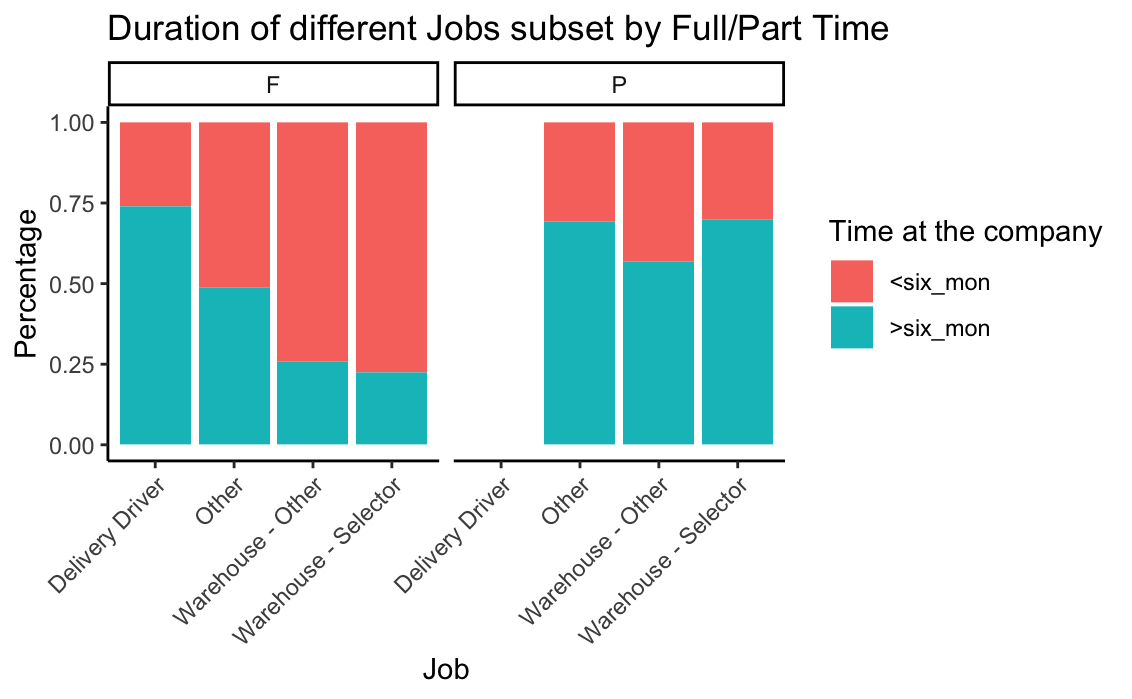 Duration of different Jobs subset by Full/Part Time
F
P
Percentage
1.00
0.75
0.50
0.25
0.00
Delivery Driver
Other
Warehouse - Other
Warehouse - Selector
Delivery Driver
Other
Warehouse - Other
Warehouse - Selector
Job
Time at the company
<six_mon
>six_mon